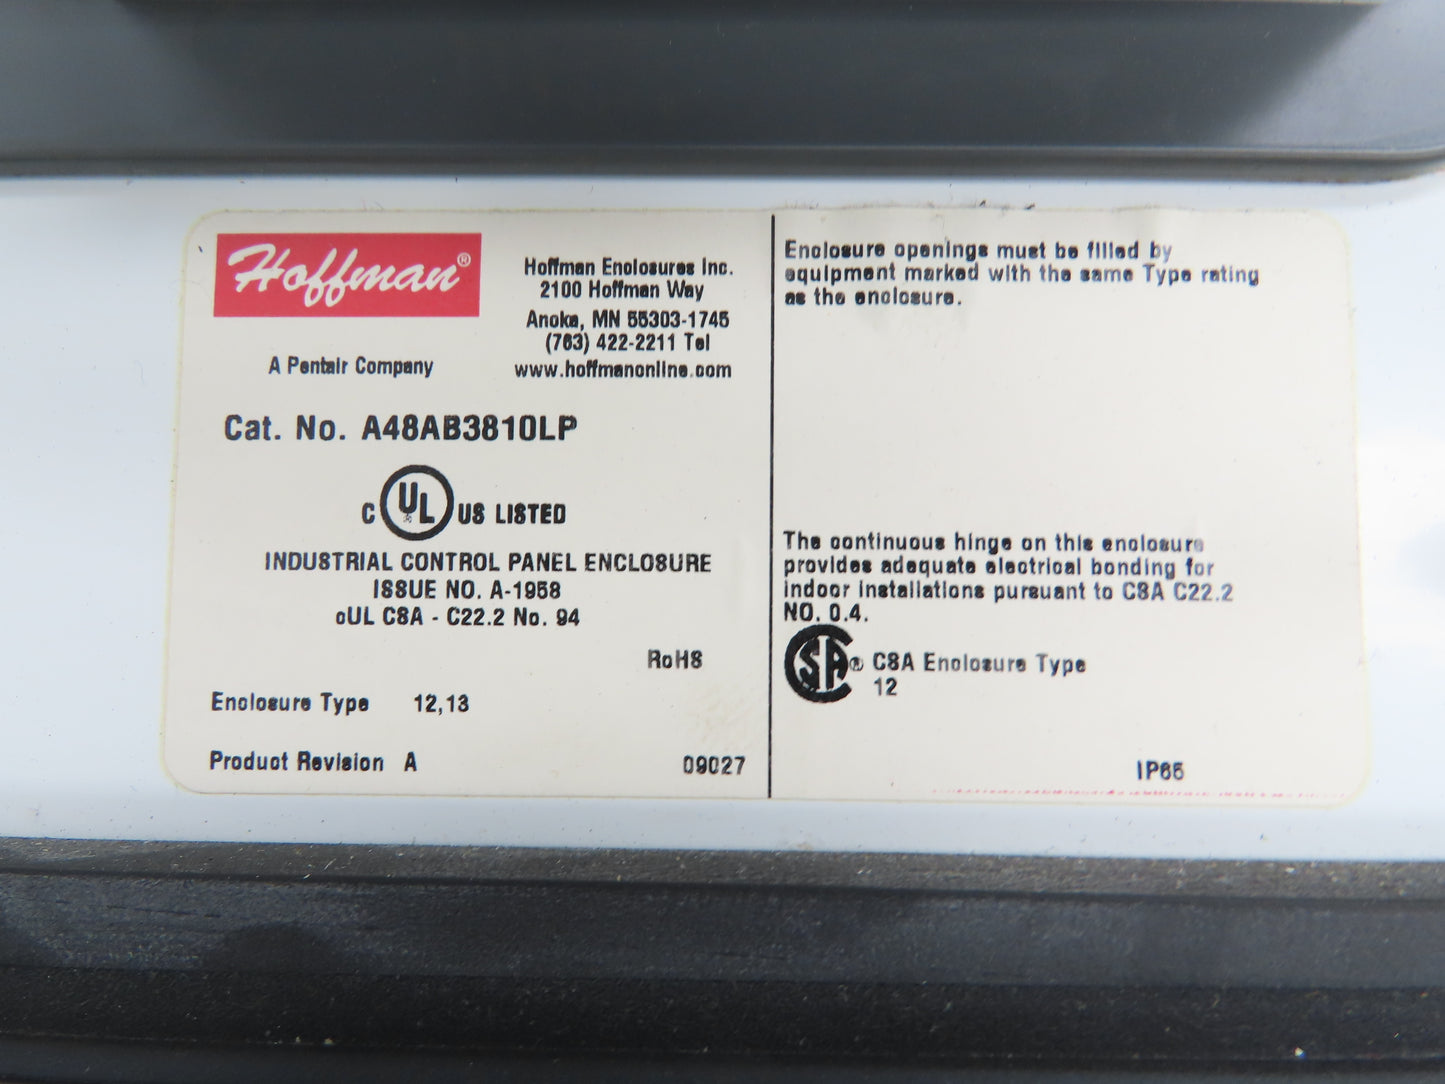 Hoffman®
A Pentair Company
Hoffman Enclosures Inc.
2100 Hoffman Way
Anoka, MN 55303-1745
(763) 422-2211 Tel
www.hoffmanonline.com
Cat. No. A48AB3810LP
C UL US LISTED
INDUSTRIAL CONTROL PANEL ENCLOSURE
ISSUE NO. A-1958
cUL CSA - C22.2 No. 94
RoHS
Enclosure Type 12,13
Product Revision A 09027
Enclosure openings must be filled by
equipment marked with the same Type rating
as the enclosure.
The continuous hinge on this enclosure
provides adequate electrical bonding for
indoor installations pursuant to CSA C22.2
NO. 0.4.
CSA® CSA Enclosure Type
12
IP65